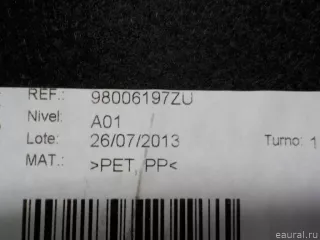 REF.: 98006197ZU
Nivel: A01
Lote: 26/07/2013 Turno: 1
MAT.: >PET, PP<
eaural.ru